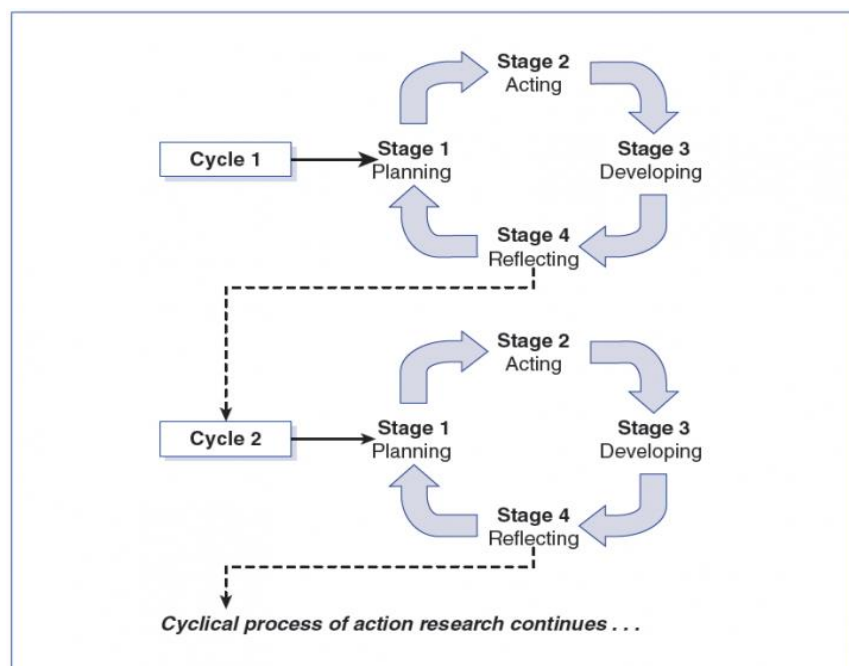 Stage 2
Acting
Cycle 1
Stage 1
Planning
Stage 3
Developing
Stage 4
Reflecting
Stage 2
Acting
Cycle 2
Stage 1
Planning
Stage 3
Developing
Stage 4
Reflecting
Cyclical process of action research continues . . .